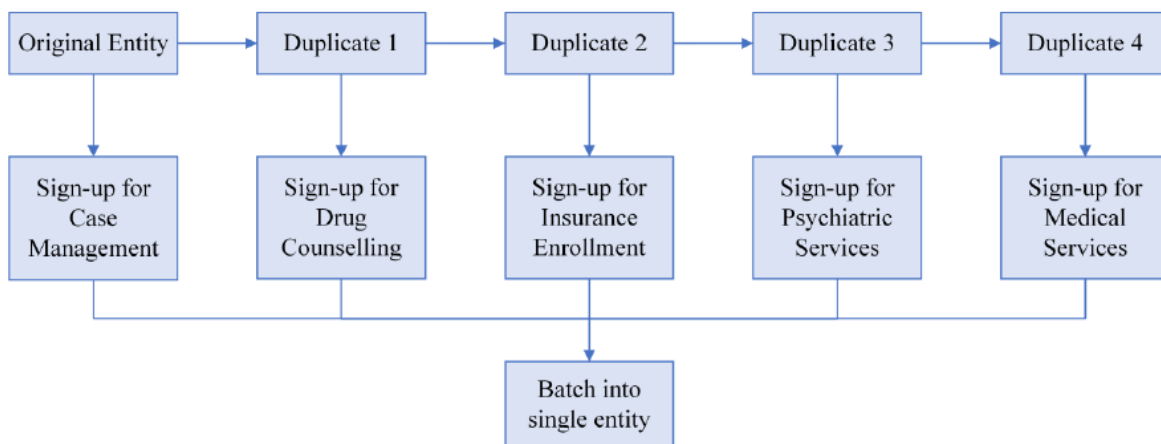 Original Entity
Duplicate 1
Duplicate 2
Duplicate 3
Duplicate 4
Sign-up for
Case
Management
Sign-up for
Drug
Counselling
Sign-up for
Insurance
Enrollment
Sign-up for
Psychiatric
Services
Sign-up for
Medical
Services
Batch into
single entity